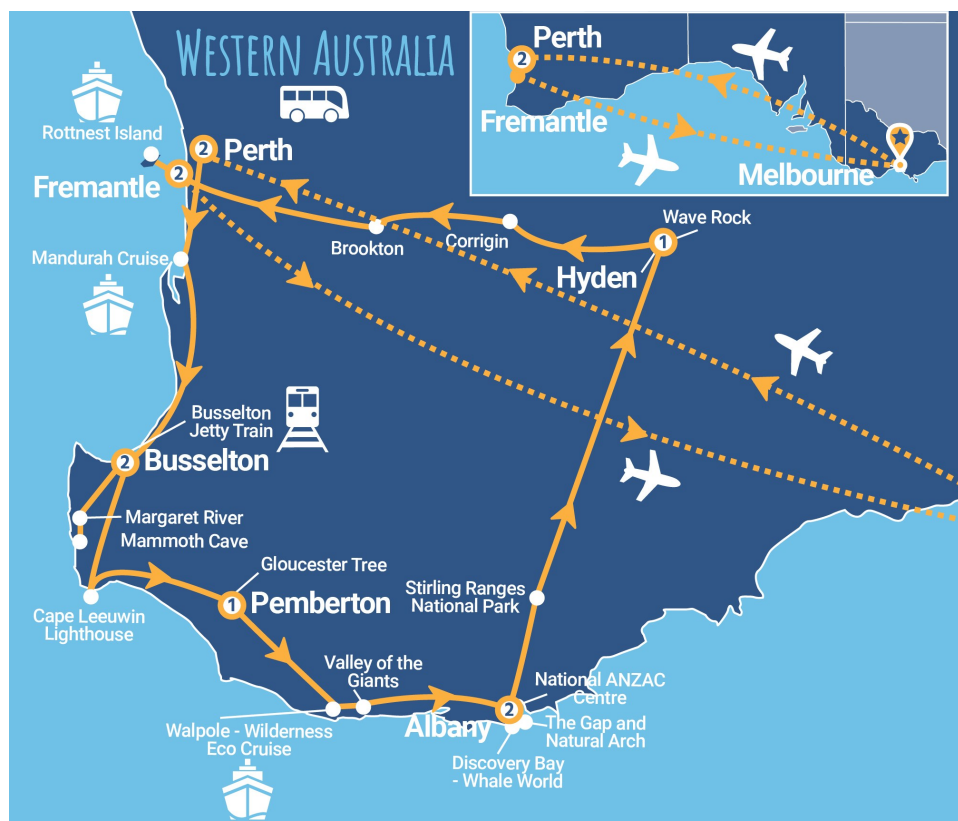 WESTERN AUSTRALIA
Rottnest Island
2
Perth
2
Fremantle
Mandurah Cruise
Brookton
Corrigin
Wave Rock
1
Hyden
Busselton
Jetty Train
2
Busselton
Margaret River
Mammoth Cave
Cape Leeuwin
Lighthouse
Gloucester Tree
1
Pemberton
Stirling Ranges
National Park
Valley of the
Giants
Walpole - Wilderness
Eco Cruise
National ANZAC
Centre
2
Albany
The Gap and
Natural Arch
Discovery Bay
- Whale World
Perth
2
Fremantle
Melbourne